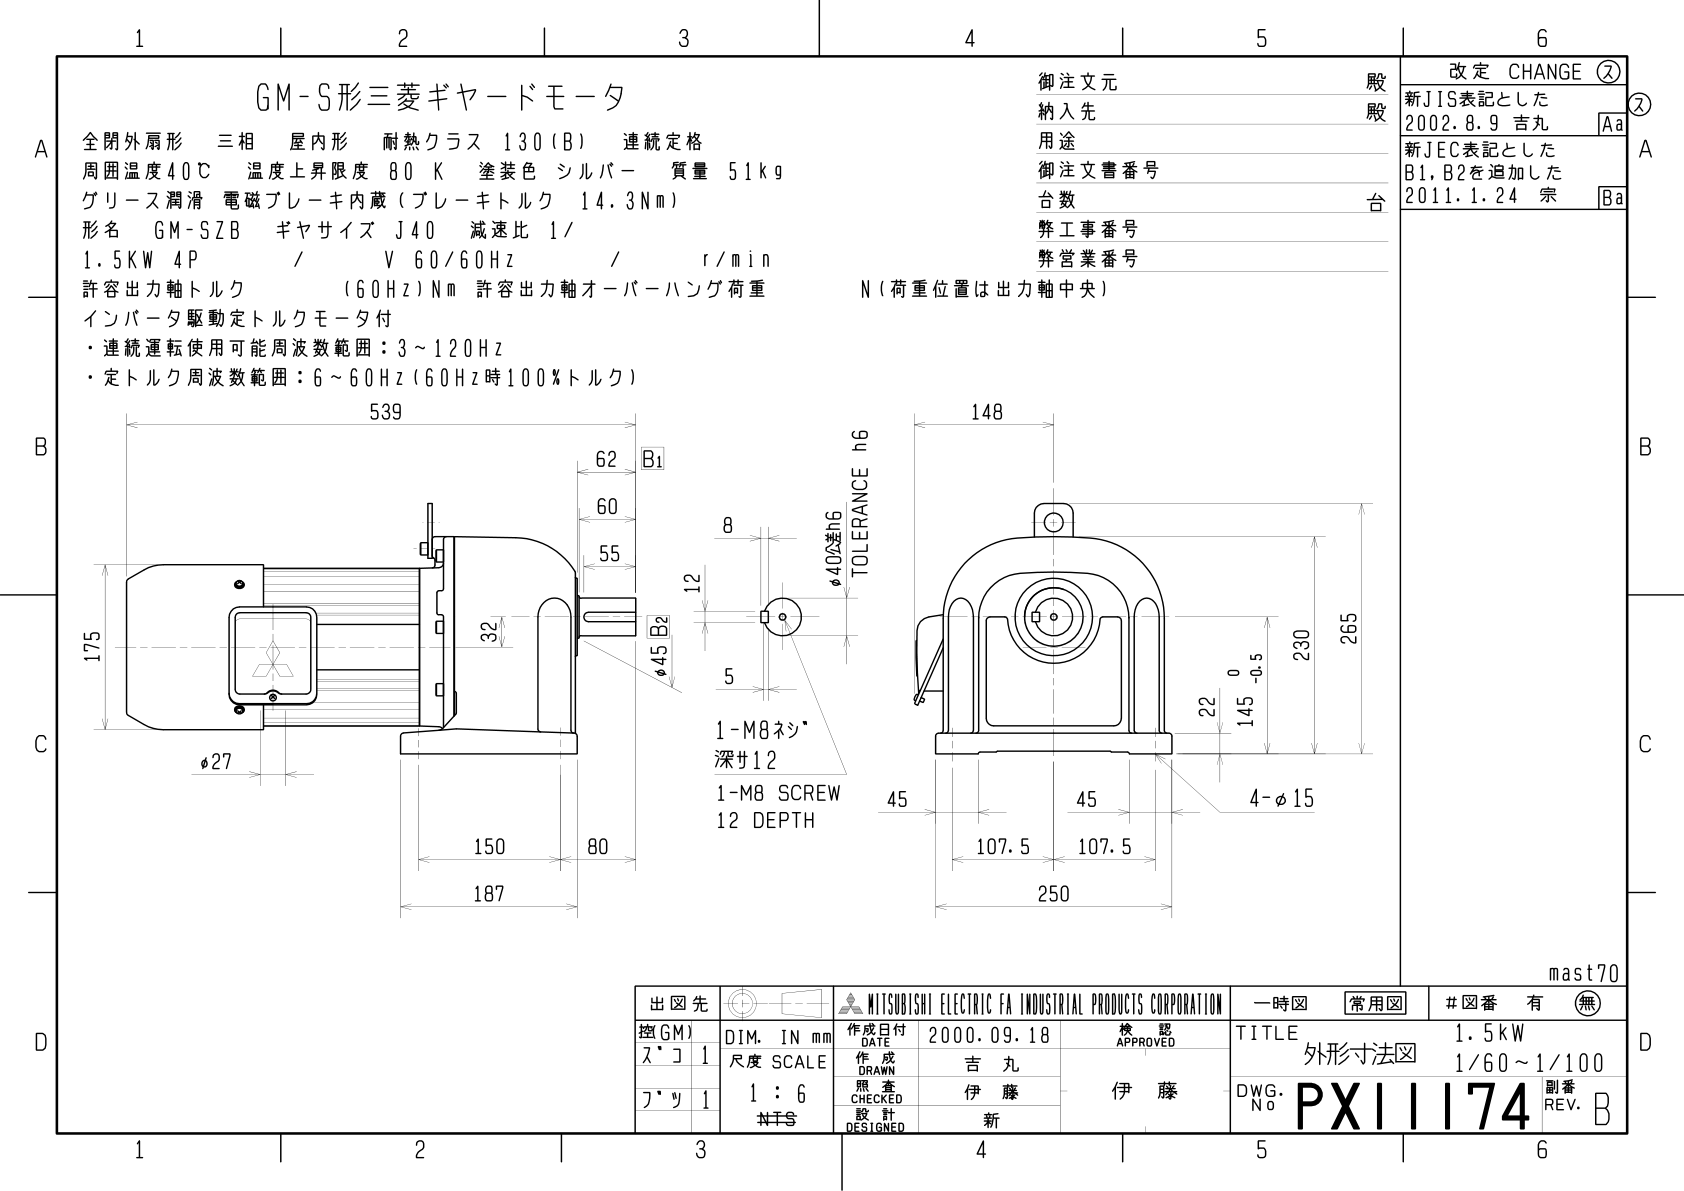 1 2 3 4 5 6
GM-S形三菱ギヤードモータ
全閉外扇形 三相 屋内形 耐熱クラス 130(B) 連続定格
周囲温度40℃ 温度上昇限度 80 K 塗装色 シルバー 質量 51kg
グリース潤滑 電磁ブレーキ内蔵(ブレーキトルク 14.3Nm)
形名 GM-SZB ギヤサイズ J40 減速比 1/
1.5KW 4P / V 60/60Hz / r/min
許容出力軸トルク (60Hz)Nm 許容出力軸オーバーハング荷重 N(荷重位置は出力軸中央)
インバータ駆動定トルクモータ付
・連続運転使用可能周波数範囲:3~120Hz
・定トルク周波数範囲:6~60Hz(60Hz時100%トルク)
御注文元 殿
納入先 殿
用途
御注文書番号
台数 台
弊工事番号
弊営業番号
改定 CHANGE ㋜
新JIS表記とした ㋜
2002.8.9 吉丸 Aa
新JEC表記とした
B1,B2を追加した
2011.1.24 宗 Ba
A A
B B
C C
D D
539
62 B1
60
55
175
32
φ45 B2
φ27
150 80
187
8
12
5
φ40公差h6
TOLERANCE h6
1-M8ネジ
深サ12
1-M8 SCREW
12 DEPTH
148
265
230
145 0 -0.5
22
45 45
4-φ15
107.5 107.5
250
mast70
出図先
控(GM)
ズコ 1
ブツ 1
DIM. IN mm
尺度 SCALE
1 : 6
NTS
MITSUBISHI ELECTRIC FA INDUSTRIAL PRODUCTS CORPORATION
作成日付 DATE 2000.09.18
作成 DRAWN 吉丸
照査 CHECKED 伊藤
設計 DESIGNED 新
検認 APPROVED
伊藤
一時図 常用図 #図番 有 無
TITLE 外形寸法図
1.5kW
1/60~1/100
DWG. No PX11174
副番 REV. B
1 2 3 4 5 6